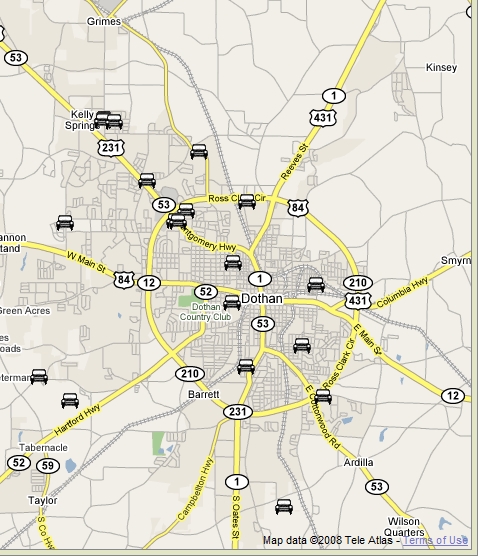 Grimes
53
Kinsey
1
431
Kelly
Springs
231
Reeves St
Ross Clark Cir
53
84
Montgomery Hwy
annon
tand
W Main St
Smyrn
84
12
52
1
210
431
Columbia Hwy
Dothan
Dothan
Country Club
Green Acres
53
E Main St
es
oads
eterman
210
Ross Clark Cir
Barrett
12
231
Hartford Hwy
E Cottonwood Rd
Tabernacle
52
59
Campbellton Hwy
Ardilla
1
53
Taylor
S Oates St
S Co Hw
Wilson
Quarters
Map data ©2008 Tele Atlas - Terms of Use